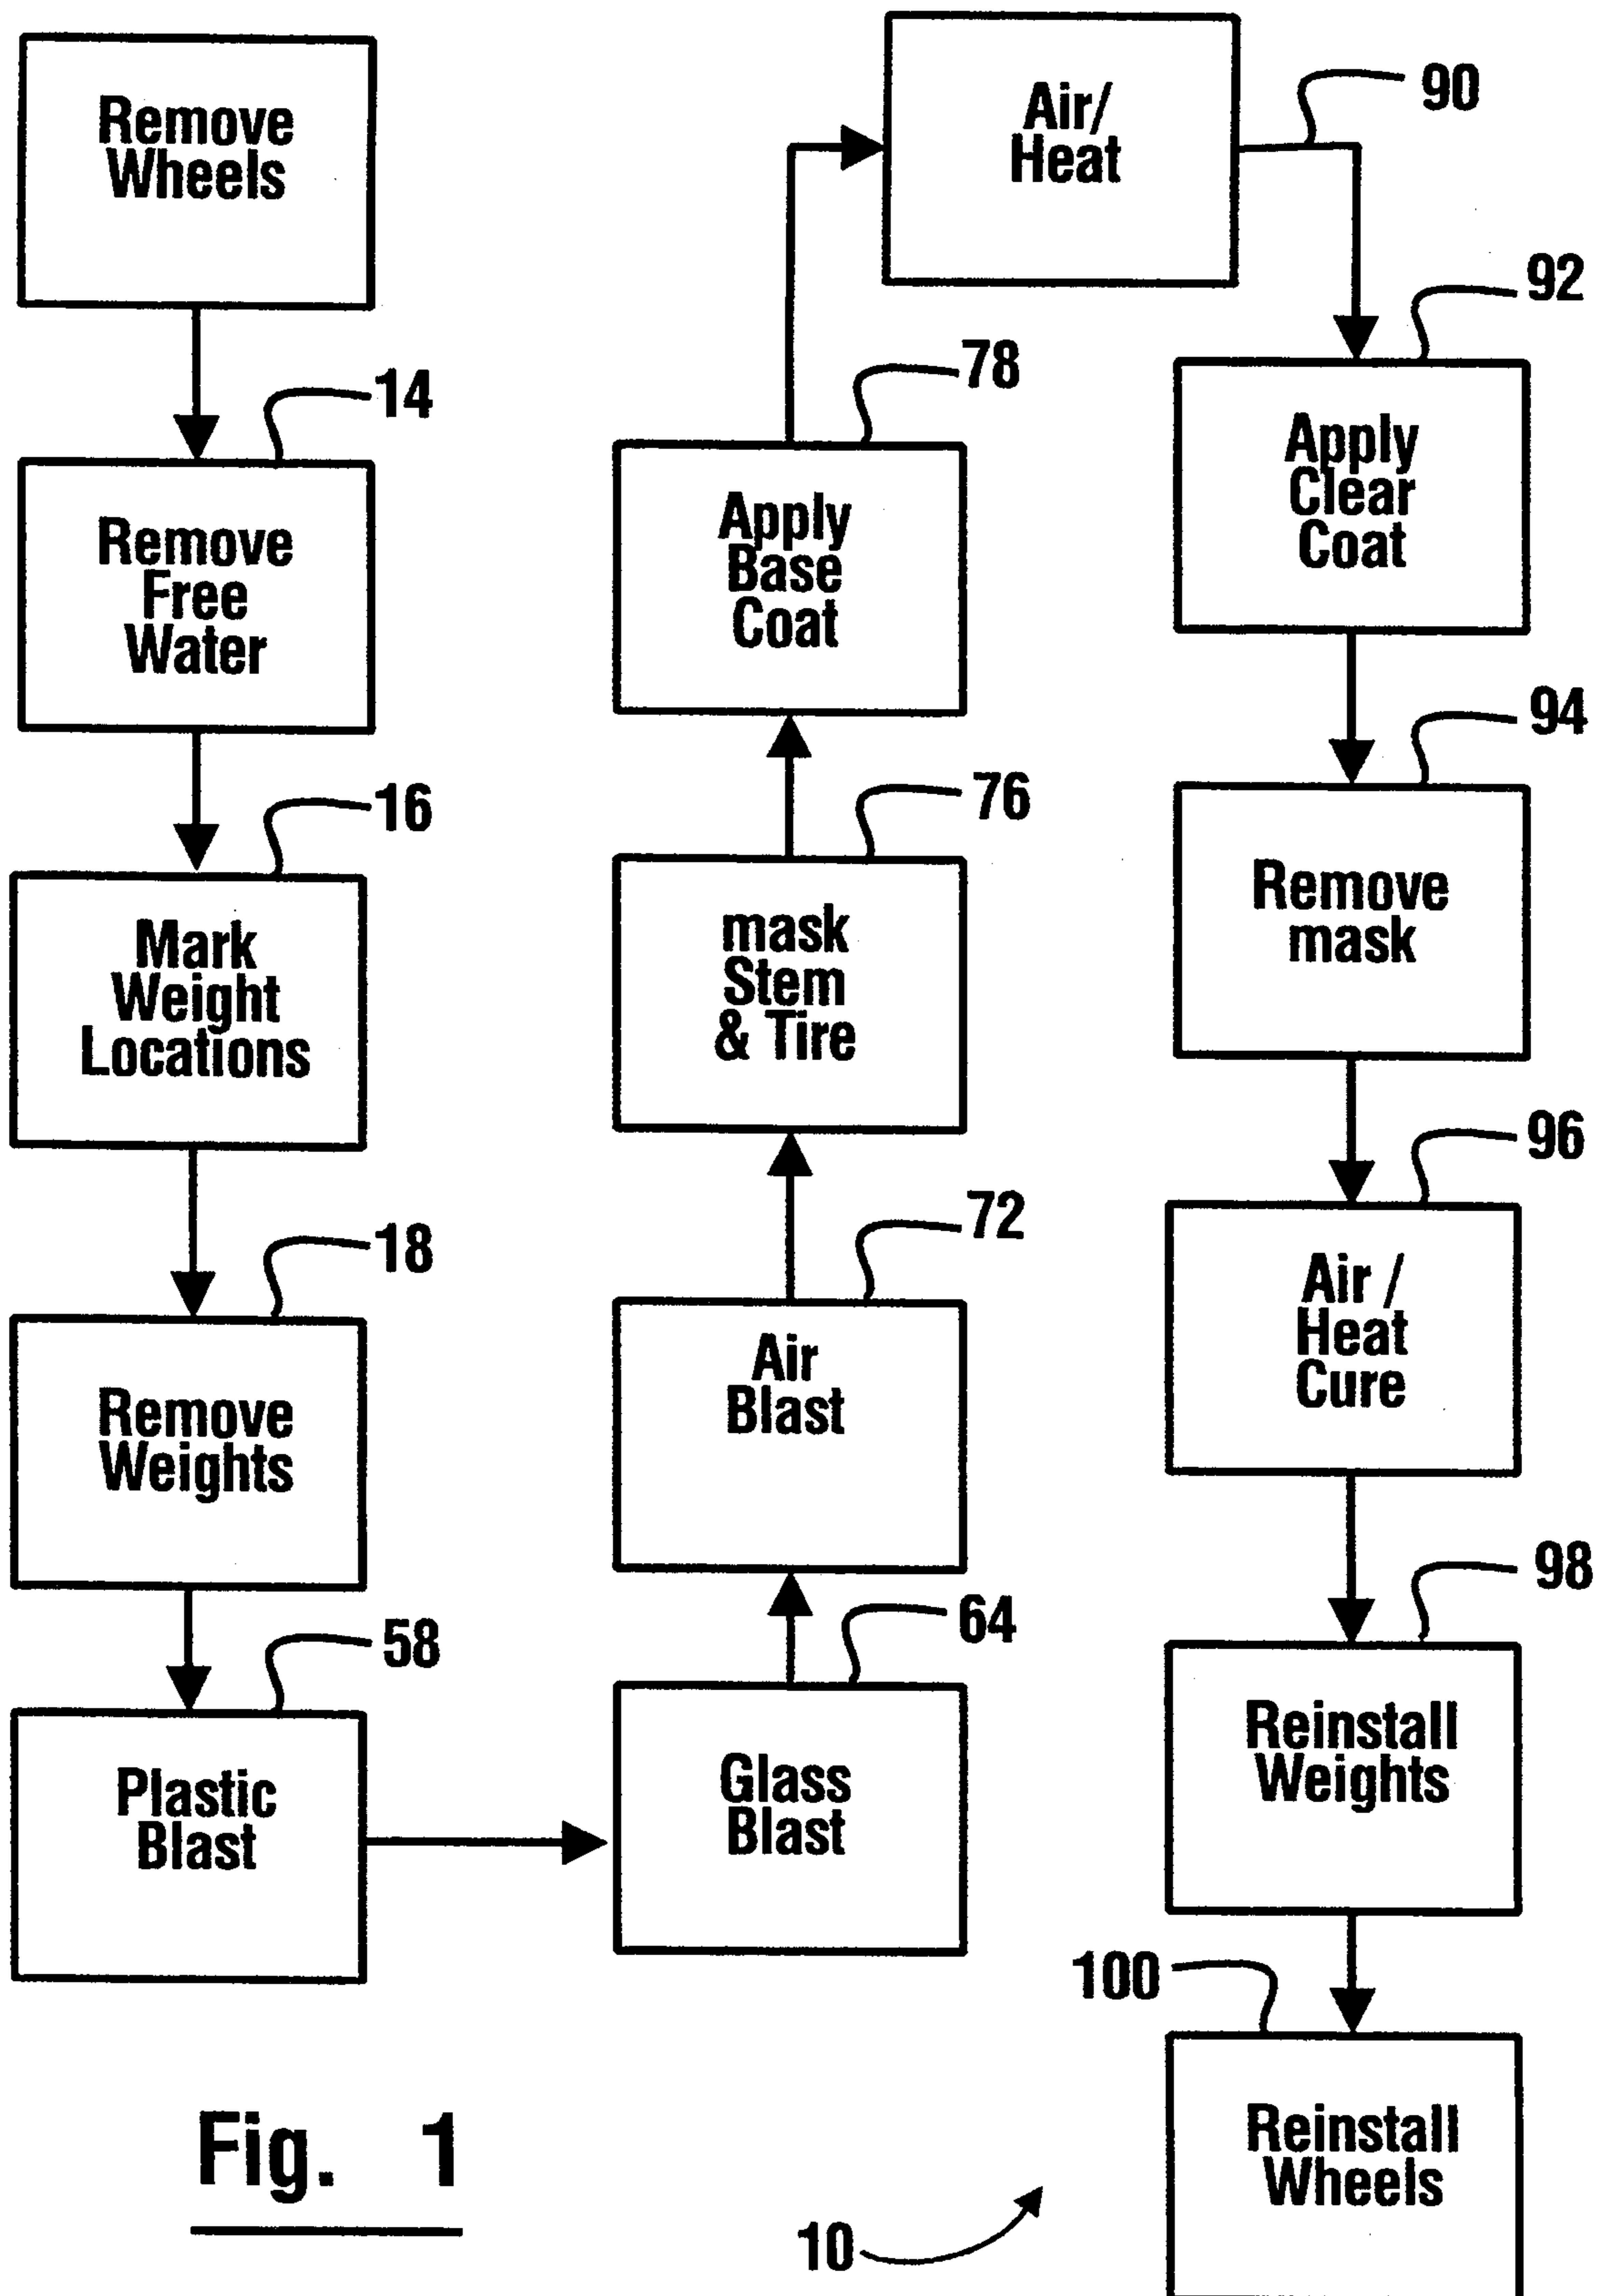 Remove
Wheels
14
Remove
Free
Water
16
Mark
Weight
Locations
18
Remove
Weights
58
Plastic
Blast
64
Glass
Blast
72
Air
Blast
76
mask
Stem
& Tire
78
Apply
Base
Coat
Air/
Heat
90
92
Apply
Clear
Coat
94
Remove
mask
96
Air /
Heat
Cure
98
Reinstall
Weights
100
Reinstall
Wheels
10
Fig. 1